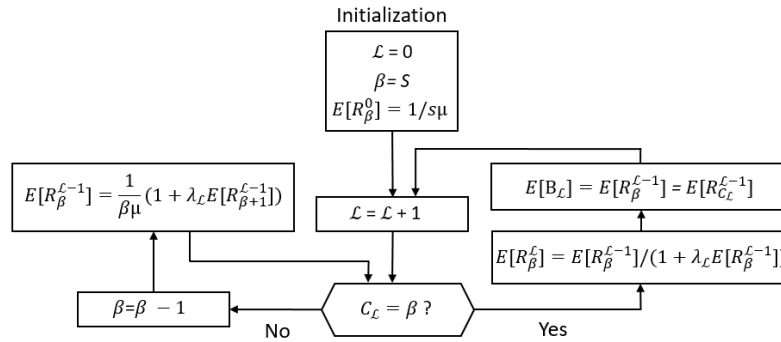 Initialization
ℒ = 0
β= S
E[R_β^0] = 1/sμ
E[R_β^{ℒ-1}] = \frac{1}{βμ}(1 + λ_ℒ E[R_{β+1}^{ℒ-1}])
ℒ = ℒ + 1
E[B_ℒ] = E[R_β^{ℒ-1}] = E[R_{C_ℒ}^{ℒ-1}]
E[R_β^ℒ] = E[R_β^{ℒ-1}]/(1 + λ_ℒ E[R_β^{ℒ-1}])
β=β − 1
C_ℒ = β ?
No
Yes